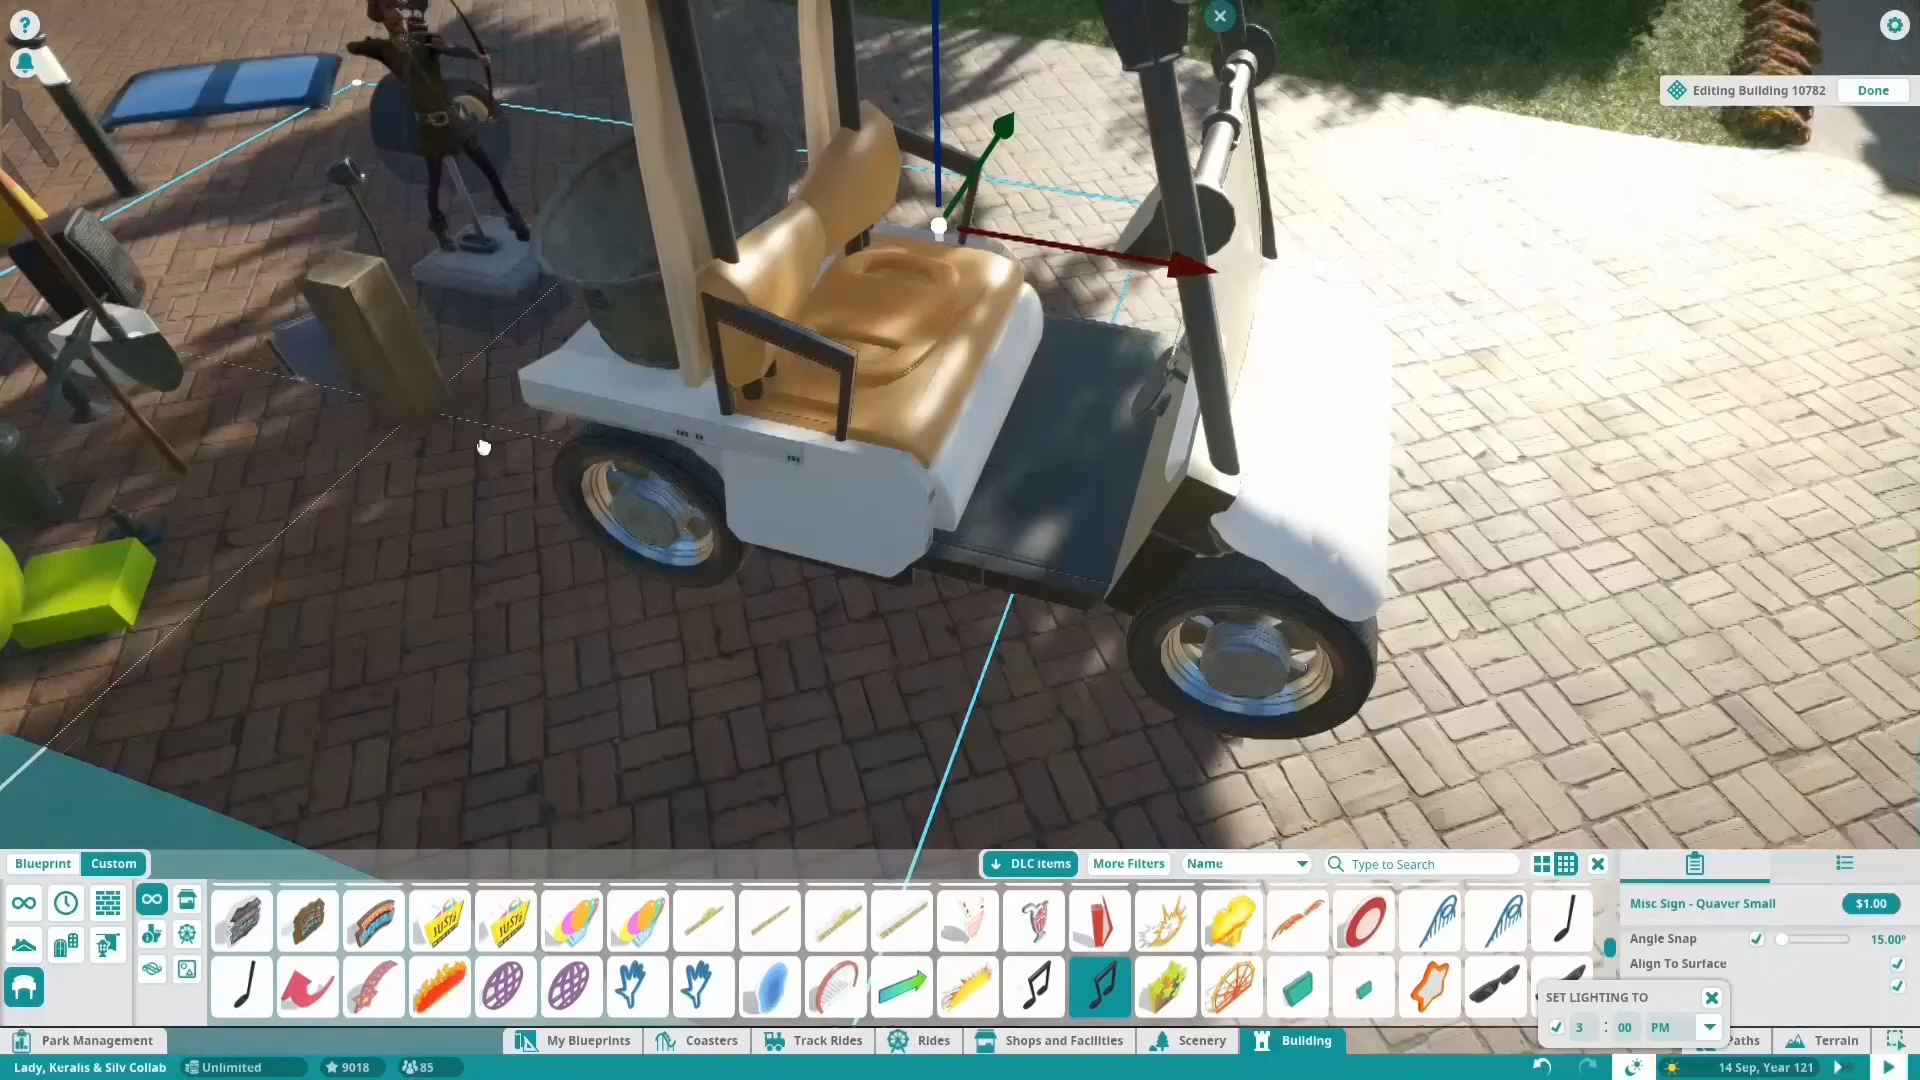 ?
Editing Building 10782
Done
Blueprint
Custom
DLC items
More Filters
Name
Type to Search
JUSTa
JUSTa
Misc Sign - Quaver Small
$1.00
Angle Snap
15.00°
Align To Surface
SET LIGHTING TO
3 : 00 PM
Park Management
My Blueprints
Coasters
Track Rides
Rides
Shops and Facilities
Scenery
Building
Paths
Terrain
Lady, Keralis & Silv Collab
Unlimited
9018
85
14 Sep, Year 121